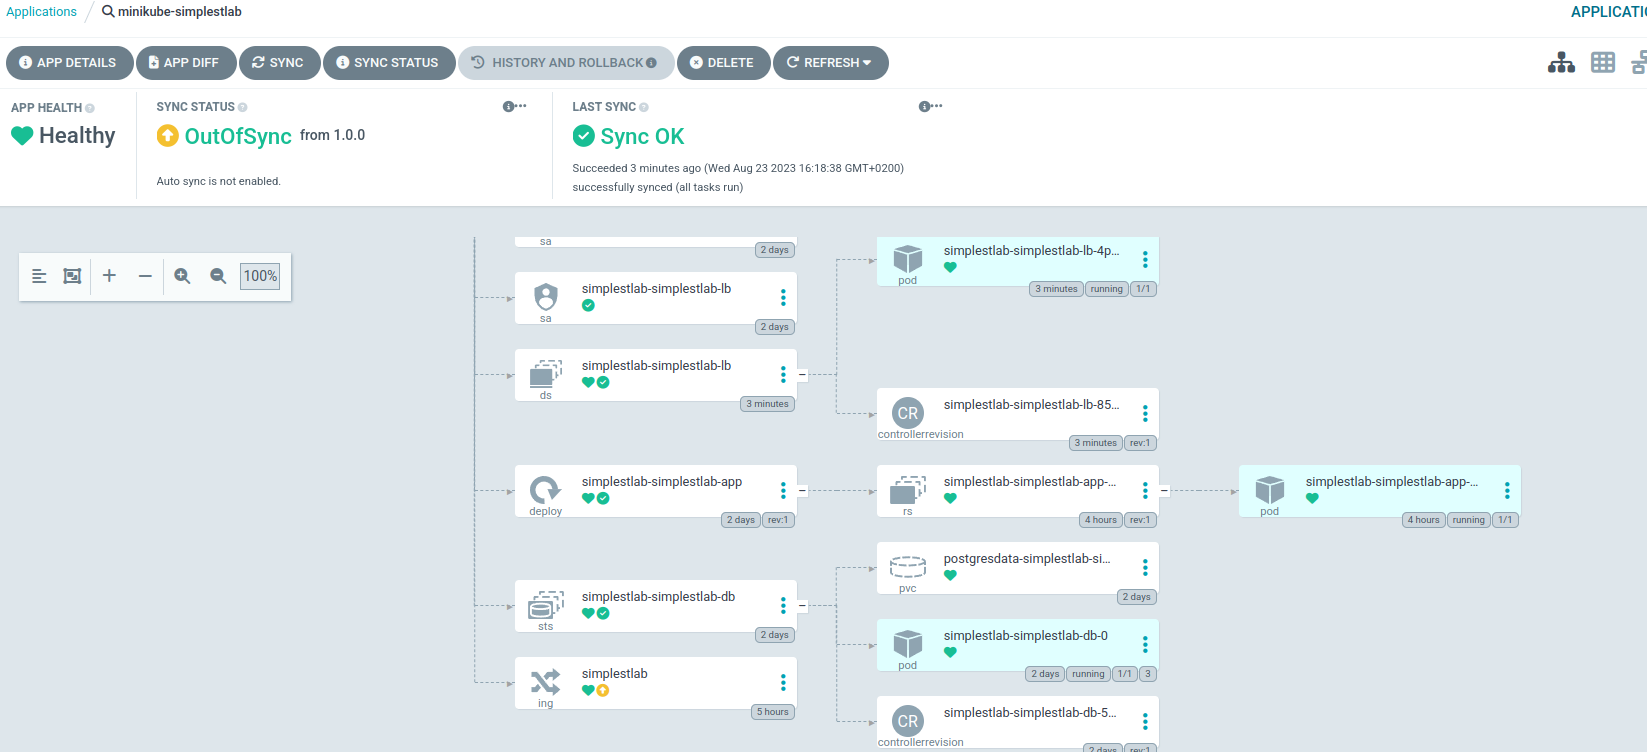 Applications
minikube-simplestlab
APPLICATIO
APP DETAILS
APP DIFF
SYNC
SYNC STATUS
HISTORY AND ROLLBACK
DELETE
REFRESH
APP HEALTH
Healthy
SYNC STATUS
OutOfSync from 1.0.0
Auto sync is not enabled.
LAST SYNC
Sync OK
Succeeded 3 minutes ago (Wed Aug 23 2023 16:18:38 GMT+0200)
successfully synced (all tasks run)
100%
sa
2 days
simplestlab-simplestlab-lb
sa
2 days
simplestlab-simplestlab-lb
ds
3 minutes
simplestlab-simplestlab-lb-4p...
pod
3 minutes
running
1/1
CR
simplestlab-simplestlab-lb-85...
controllerrevision
3 minutes
rev:1
simplestlab-simplestlab-app
deploy
2 days
rev:1
simplestlab-simplestlab-app-...
rs
4 hours
rev:1
simplestlab-simplestlab-app-...
pod
4 hours
running
1/1
simplestlab-simplestlab-db
sts
2 days
postgresdata-simplestlab-si...
pvc
2 days
simplestlab-simplestlab-db-0
pod
2 days
running
1/1
3
simplestlab
ing
5 hours
CR
simplestlab-simplestlab-db-5...
controllerrevision
2 days
rev:1